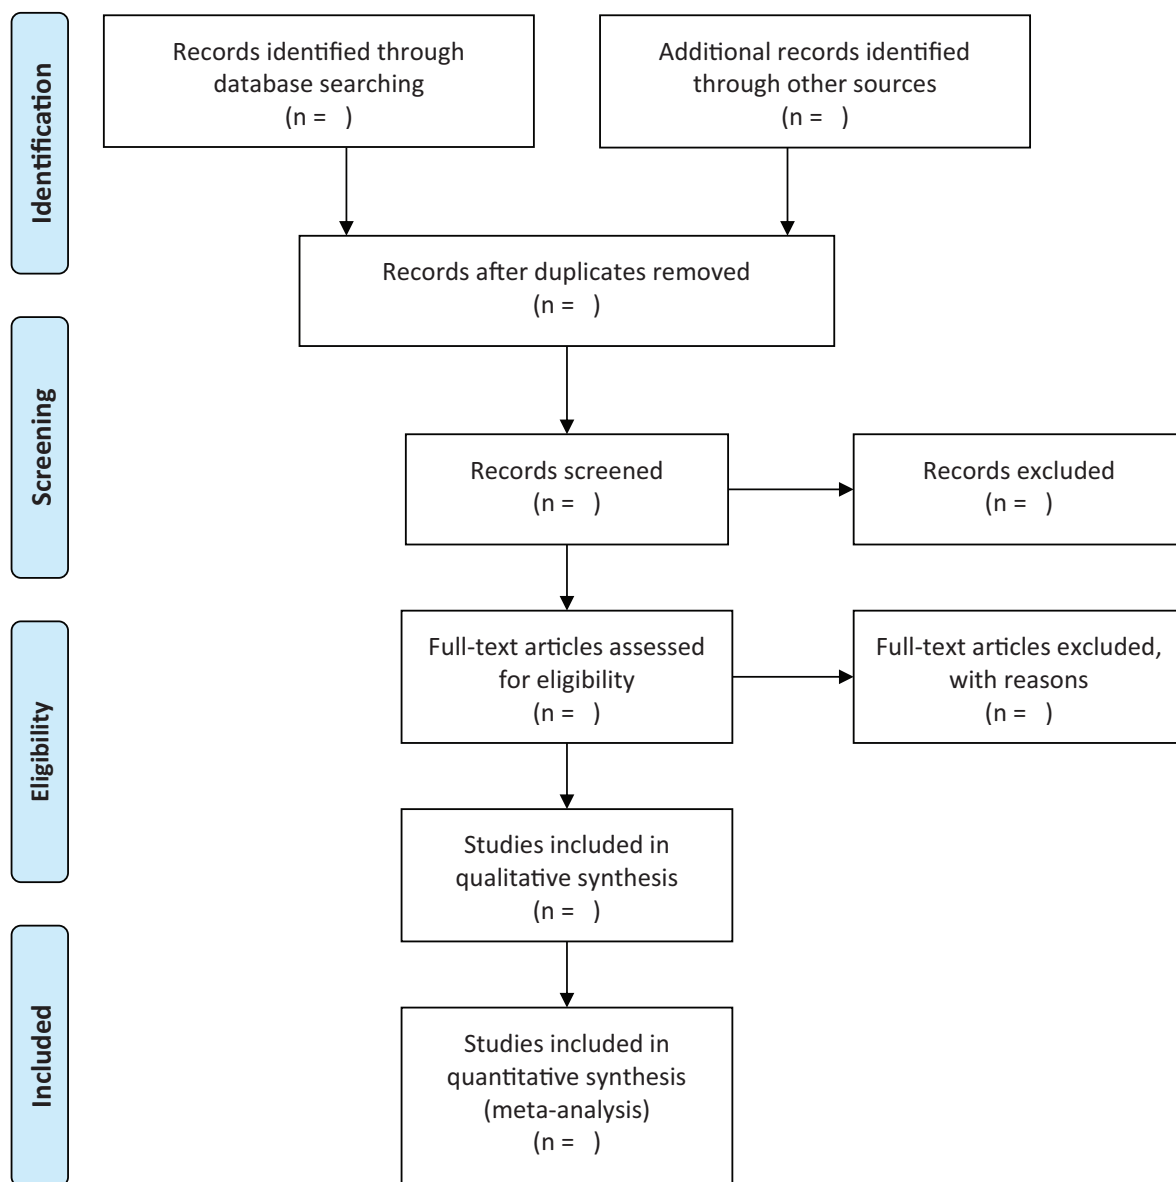 Identification
Records identified through
database searching
(n =   )
Additional records identified
through other sources
(n =   )
Records after duplicates removed
(n =   )
Screening
Records screened
(n =   )
Records excluded
(n =   )
Eligibility
Full-text articles assessed
for eligibility
(n =   )
Full-text articles excluded,
with reasons
(n =   )
Studies included in
qualitative synthesis
(n =   )
Included
Studies included in
quantitative synthesis
(meta-analysis)
(n =   )